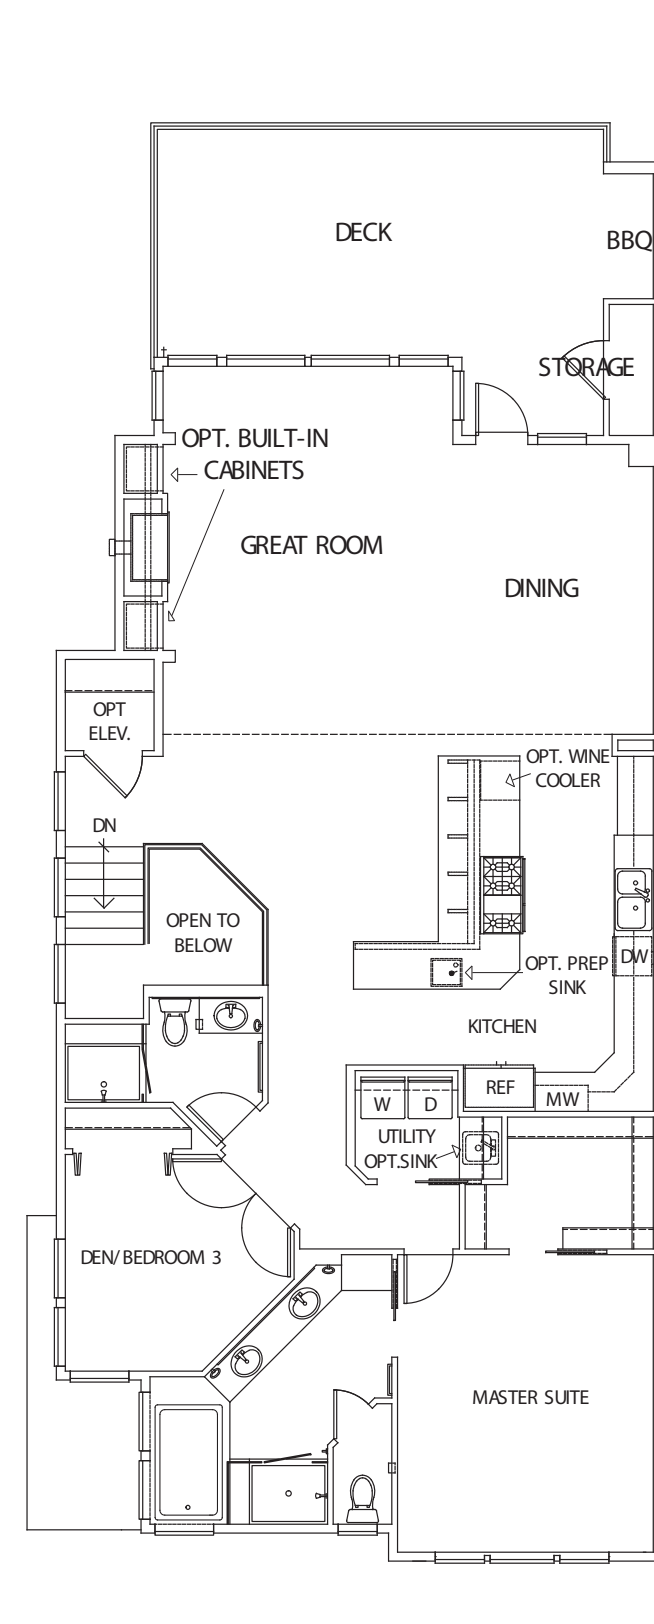 DECK
BBQ
STORAGE
OPT. BUILT-IN
CABINETS
GREAT ROOM
DINING
OPT
ELEV.
OPT. WINE
COOLER
DN
OPEN TO
BELOW
DW
OPT. PREP
SINK
KITCHEN
REF
MW
W
D
UTILITY
OPT.SINK
DEN/BEDROOM 3
MASTER SUITE